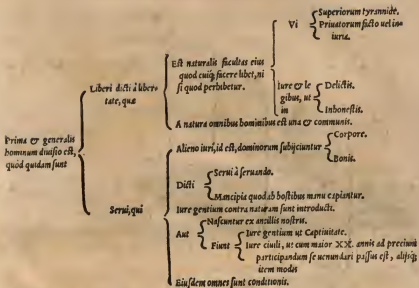 Superiorum tyrannide,
Vi
Priuatorum facto uel in
iuria.
Est naturalis facultas eius
quod cuiq; facere libet, ni
si quod perhibetur.
Liberi dicti à liber
tate, quæ
Iure & le
gibus, ut
in
Delictis.
Inhonestis.
A natura omnibus hominibus est una & communis.
Prima & generalis
hominum diuisio est,
quòd quidam sunt
Alieno iuri, id est, dominorum subijciuntur
Corpore.
Bonis.
Serui à seruando.
Dicti
Mancipia quod ab hostibus manu capiantur.
Serui, qui
Iure gentium contra naturam sunt introducti.
Nascuntur ex ancillis nostris.
Aut
Iure gentium ut Captiuitate.
Fiunt
Iure ciuili, ut cum maior XX. annis ad precium
participandum se uenundari passus est, alijsq;
item modis
Eiusdem omnes sunt conditionis.